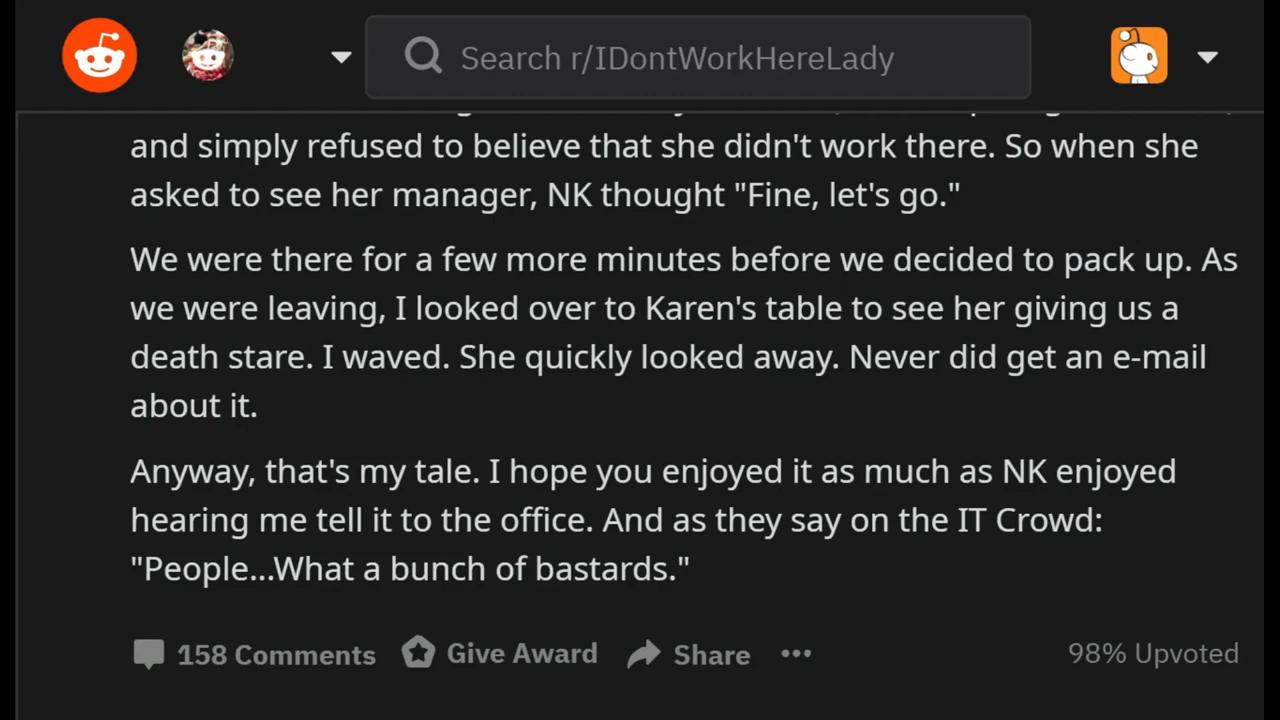 Search r/IDontWorkHereLady
and simply refused to believe that she didn't work there. So when she
asked to see her manager, NK thought "Fine, let's go."
We were there for a few more minutes before we decided to pack up. As
we were leaving, I looked over to Karen's table to see her giving us a
death stare. I waved. She quickly looked away. Never did get an e-mail
about it.
Anyway, that's my tale. I hope you enjoyed it as much as NK enjoyed
hearing me tell it to the office. And as they say on the IT Crowd:
"People...What a bunch of bastards."
158 Comments Give Award Share ••• 98% Upvoted